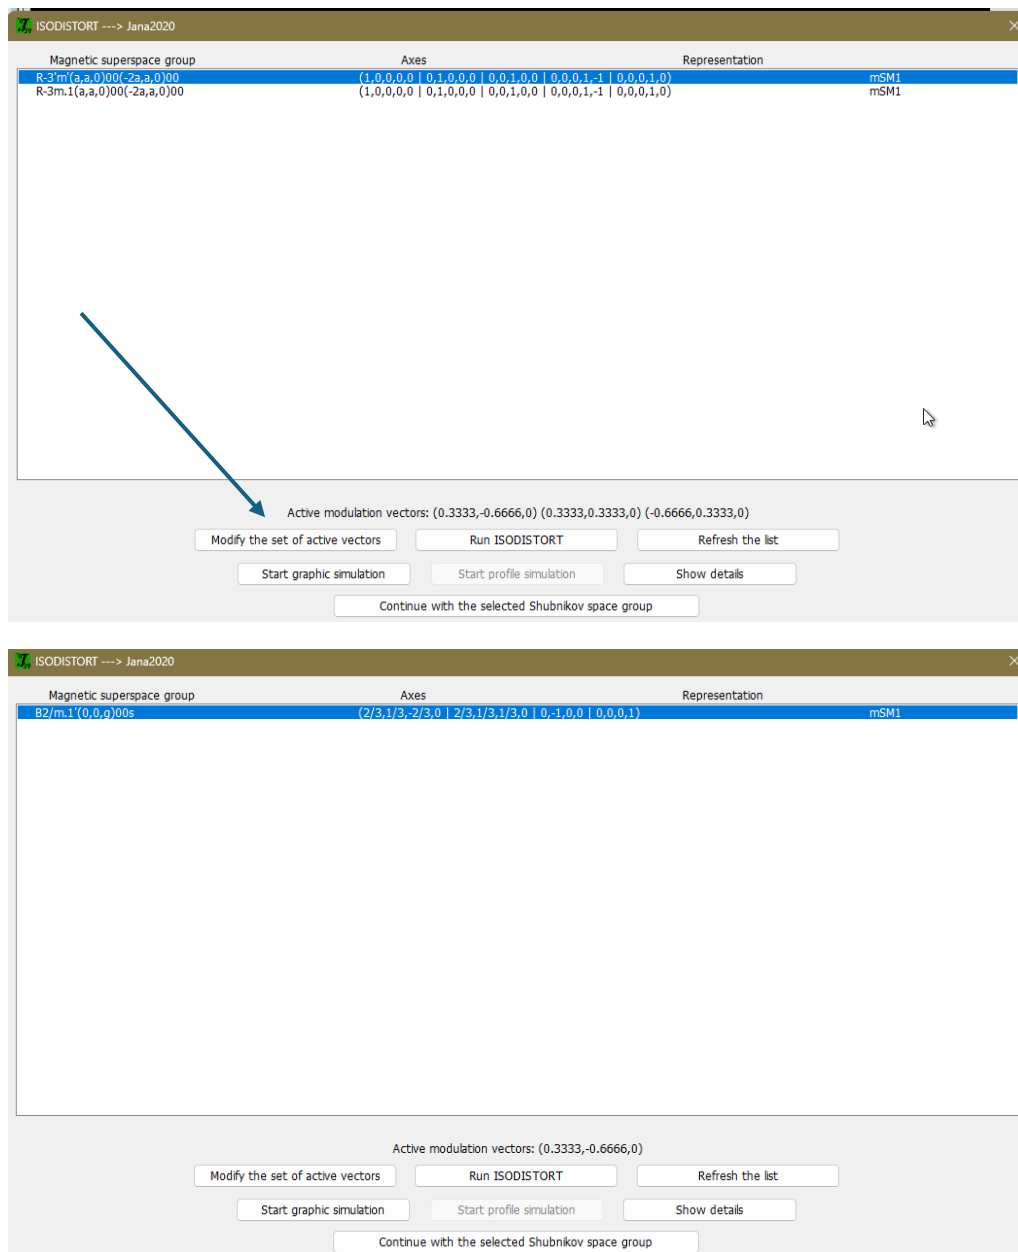 ISODISTORT ---> Jana2020
Magnetic superspace group Axes Representation
R-3'm'(a,a,0)00(-2a,a,0)00 (1,0,0,0,0 | 0,1,0,0,0 | 0,0,1,0,0 | 0,0,0,1,-1 | 0,0,0,1,0) mSM1
R-3m.1(a,a,0)00(-2a,a,0)00 (1,0,0,0,0 | 0,1,0,0,0 | 0,0,1,0,0 | 0,0,0,1,-1 | 0,0,0,1,0) mSM1
Active modulation vectors: (0.3333,-0.6666,0) (0.3333,0.3333,0) (-0.6666,0.3333,0)
Modify the set of active vectors Run ISODISTORT Refresh the list
Start graphic simulation Start profile simulation Show details
Continue with the selected Shubnikov space group
ISODISTORT ---> Jana2020
Magnetic superspace group Axes Representation
B2/m.1'(0,0,g)00s (2/3,1/3,-2/3,0 | 2/3,1/3,1/3,0 | 0,-1,0,0 | 0,0,0,1) mSM1
Active modulation vectors: (0.3333,-0.6666,0)
Modify the set of active vectors Run ISODISTORT Refresh the list
Start graphic simulation Start profile simulation Show details
Continue with the selected Shubnikov space group